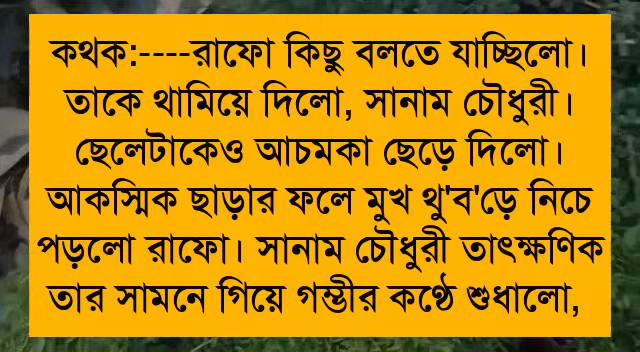 কথক:----রাফো কিছু বলতে যাচ্ছিলো।
তাকে থামিয়ে দিলো, সানাম চৌধুরী।
ছেলেটাকেও আচমকা ছেড়ে দিলো।
আকস্মিক ছাড়ার ফলে মুখ থু'ব'ড়ে নিচে
পড়লো রাফো। সানাম চৌধুরী তাৎক্ষণিক
তার সামনে গিয়ে গম্ভীর কণ্ঠে শুধালো,